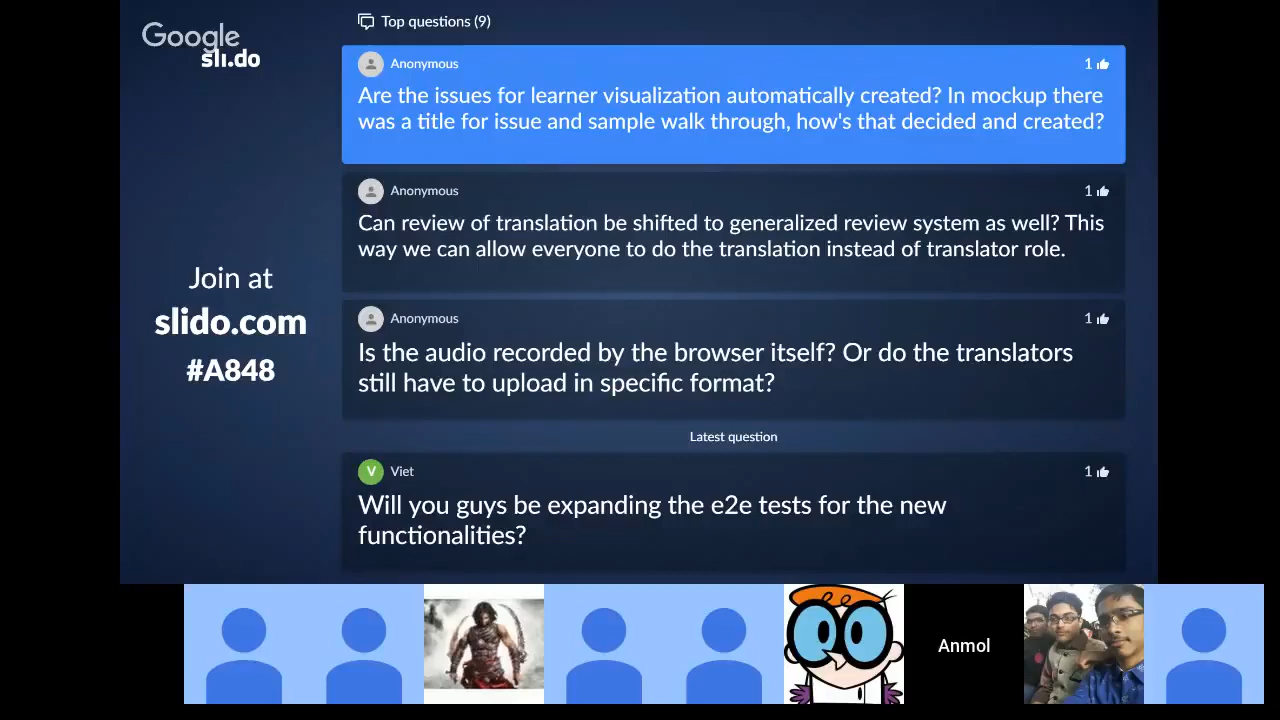 Google
sli.do
Top questions (9)
Anonymous
1
Are the issues for learner visualization automatically created? In mockup there
was a title for issue and sample walk through, how's that decided and created?
Anonymous
1
Can review of translation be shifted to generalized review system as well? This
way we can allow everyone to do the translation instead of translator role.
Join at
slido.com
#A848
Anonymous
1
Is the audio recorded by the browser itself? Or do the translators
still have to upload in specific format?
Latest question
V
Viet
1
Will you guys be expanding the e2e tests for the new
functionalities?
Anmol